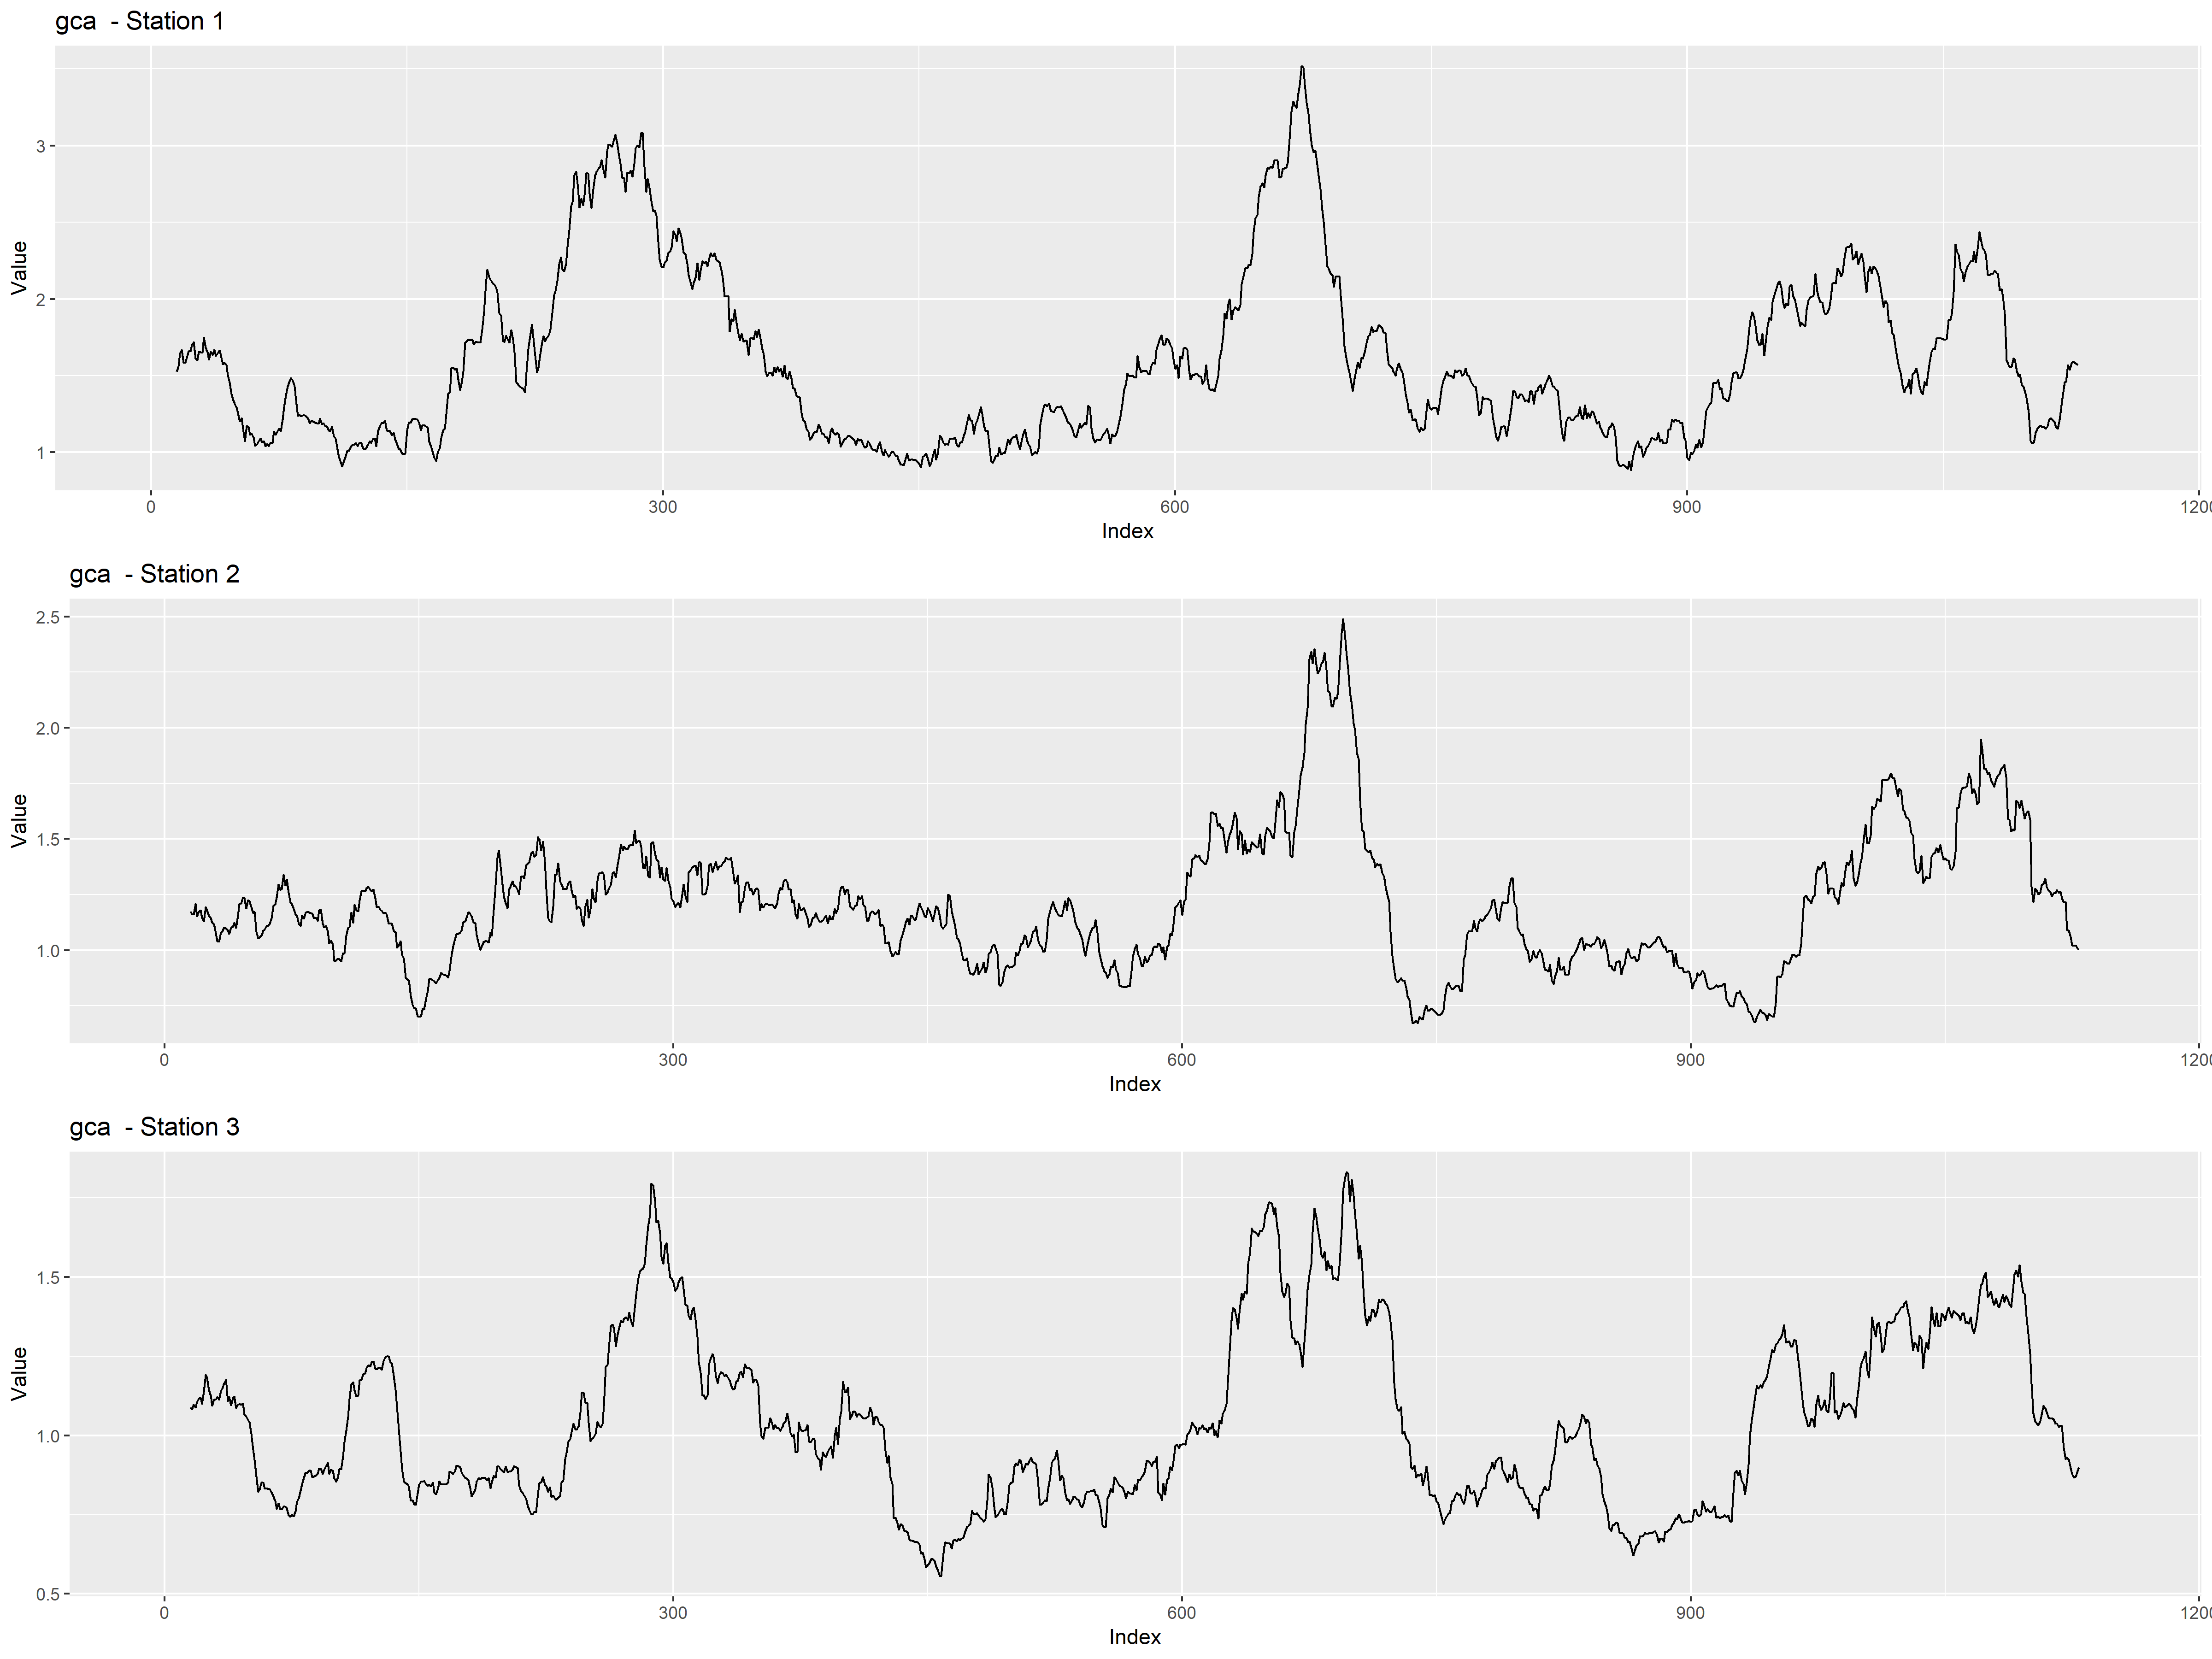 gca  - Station 1
Value
3
2
1
0 300 600 900 1200
Index
gca  - Station 2
Value
2.5
2.0
1.5
1.0
0 300 600 900 1200
Index
gca  - Station 3
Value
1.5
1.0
0.5
0 300 600 900 1200
Index